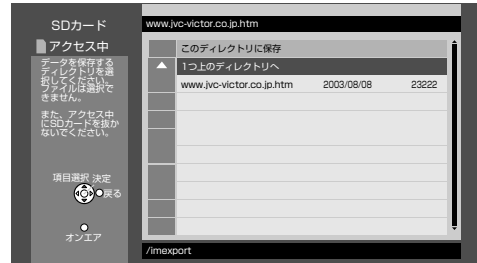 SDカード
アクセス中
データを保存する
ディレクトリを選
択してください。
ファイルは選択で
きません。
また、アクセス中
にSDカードを抜か
ないでください。
項目選択 決定
戻る
オンエア
www.jvc-victor.co.jp.htm
このディレクトリに保存
1つ上のディレクトリへ
www.jvc-victor.co.jp.htm 2003/08/08 23222
/imexport